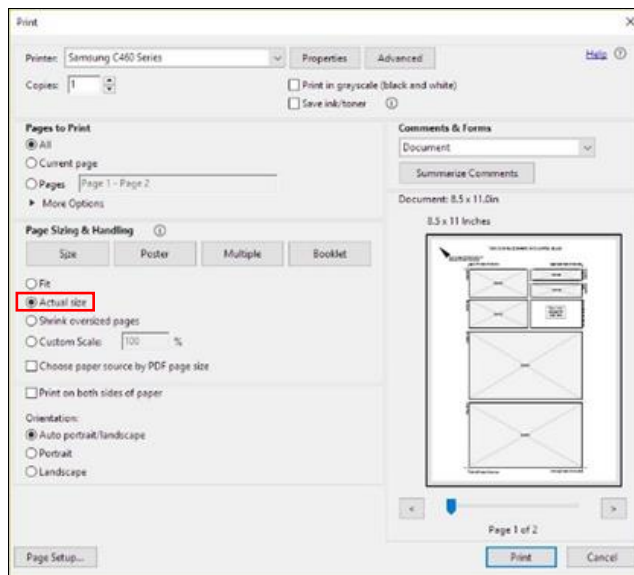 Print
Printer: Samsung C460 Series Properties Advanced Help
Copies: 1 Print in greyscale (black and white)
Save ink/toner
Pages to Print
All
Current page
Pages Page 1 - Page 2
More Options
Comments & Forms
Document
Summarize Comments
Page Sizing & Handling
Size Poster Multiple Booklet
Fit
Actual size
Shrink oversized pages
Custom Scale: 100 %
Choose paper source by PDF page size
Print on both sides of paper
Orientation:
Auto portrait/landscape
Portrait
Landscape
Document: 8.5 x 11.0in
8.5 x 11 Inches
< >
Page 1 of 2
Page Setup... Print Cancel